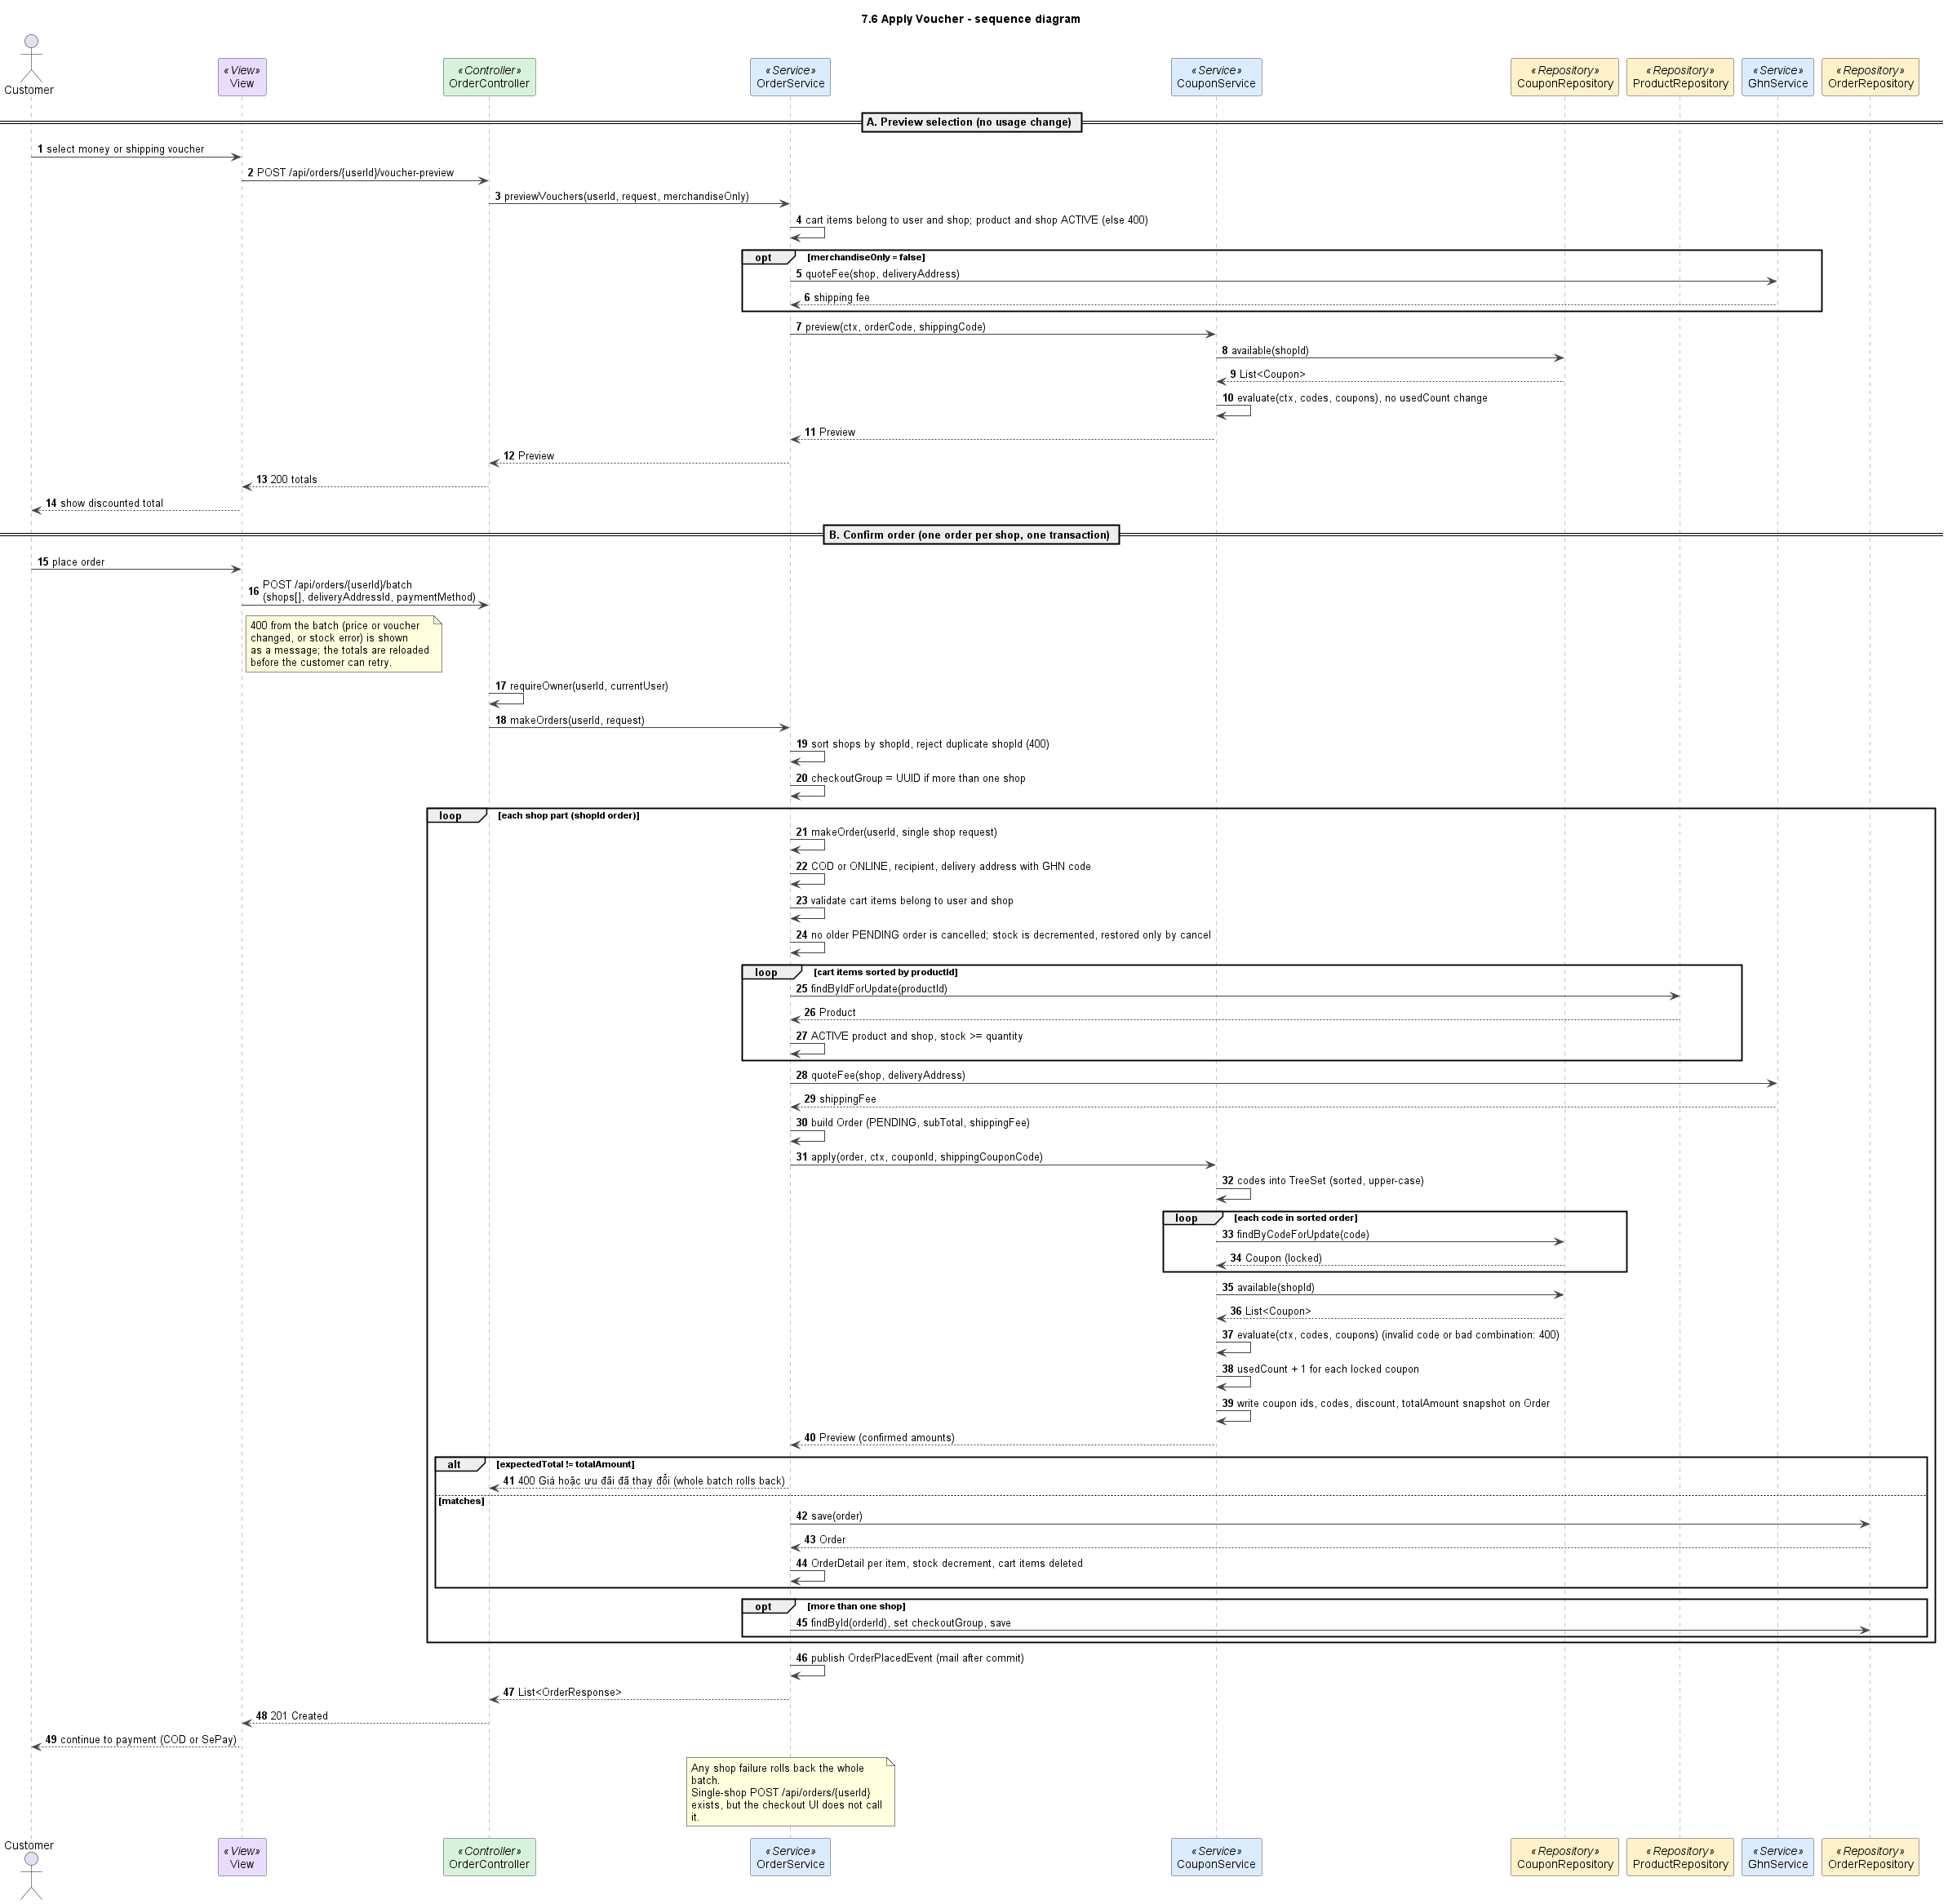 7.6 Apply Voucher - sequence diagram
Customer
«View»
View
«Controller»
OrderController
«Service»
OrderService
«Service»
CouponService
«Repository»
CouponRepository
«Repository»
ProductRepository
«Service»
GhnService
«Repository»
OrderRepository
A. Preview selection (no usage change)
1 select money or shipping voucher
2 POST /api/orders/{userId}/voucher-preview
3 previewVouchers(userId, request, merchandiseOnly)
4 cart items belong to user and shop; product and shop ACTIVE (else 400)
opt [merchandiseOnly = false]
5 quoteFee(shop, deliveryAddress)
6 shipping fee
7 preview(ctx, orderCode, shippingCode)
8 available(shopId)
9 List<Coupon>
10 evaluate(ctx, codes, coupons), no usedCount change
11 Preview
12 Preview
13 200 totals
14 show discounted total
B. Confirm order (one order per shop, one transaction)
15 place order
16 POST /api/orders/{userId}/batch
(shops[], deliveryAddressId, paymentMethod)
400 from the batch (price or voucher
changed, or stock error) is shown
as a message; the totals are reloaded
before the customer can retry.
17 requireOwner(userId, currentUser)
18 makeOrders(userId, request)
19 sort shops by shopId, reject duplicate shopId (400)
20 checkoutGroup = UUID if more than one shop
loop [each shop part (shopId order)]
21 makeOrder(userId, single shop request)
22 COD or ONLINE, recipient, delivery address with GHN code
23 validate cart items belong to user and shop
24 no older PENDING order is cancelled; stock is decremented, restored only by cancel
loop [cart items sorted by productId]
25 findByIdForUpdate(productId)
26 Product
27 ACTIVE product and shop, stock >= quantity
28 quoteFee(shop, deliveryAddress)
29 shippingFee
30 build Order (PENDING, subTotal, shippingFee)
31 apply(order, ctx, couponId, shippingCouponCode)
32 codes into TreeSet (sorted, upper-case)
loop [each code in sorted order]
33 findByCodeForUpdate(code)
34 Coupon (locked)
35 available(shopId)
36 List<Coupon>
37 evaluate(ctx, codes, coupons) (invalid code or bad combination: 400)
38 usedCount + 1 for each locked coupon
39 write coupon ids, codes, discount, totalAmount snapshot on Order
40 Preview (confirmed amounts)
alt [expectedTotal != totalAmount]
41 400 Giá hoặc ưu đãi đã thay đổi (whole batch rolls back)
[matches]
42 save(order)
43 Order
44 OrderDetail per item, stock decrement, cart items deleted
opt [more than one shop]
45 findById(orderId), set checkoutGroup, save
46 publish OrderPlacedEvent (mail after commit)
47 List<OrderResponse>
48 201 Created
49 continue to payment (COD or SePay)
Any shop failure rolls back the whole
batch.
Single-shop POST /api/orders/{userId}
exists, but the checkout UI does not call
it.
Customer
«View»
View
«Controller»
OrderController
«Service»
OrderService
«Service»
CouponService
«Repository»
CouponRepository
«Repository»
ProductRepository
«Service»
GhnService
«Repository»
OrderRepository